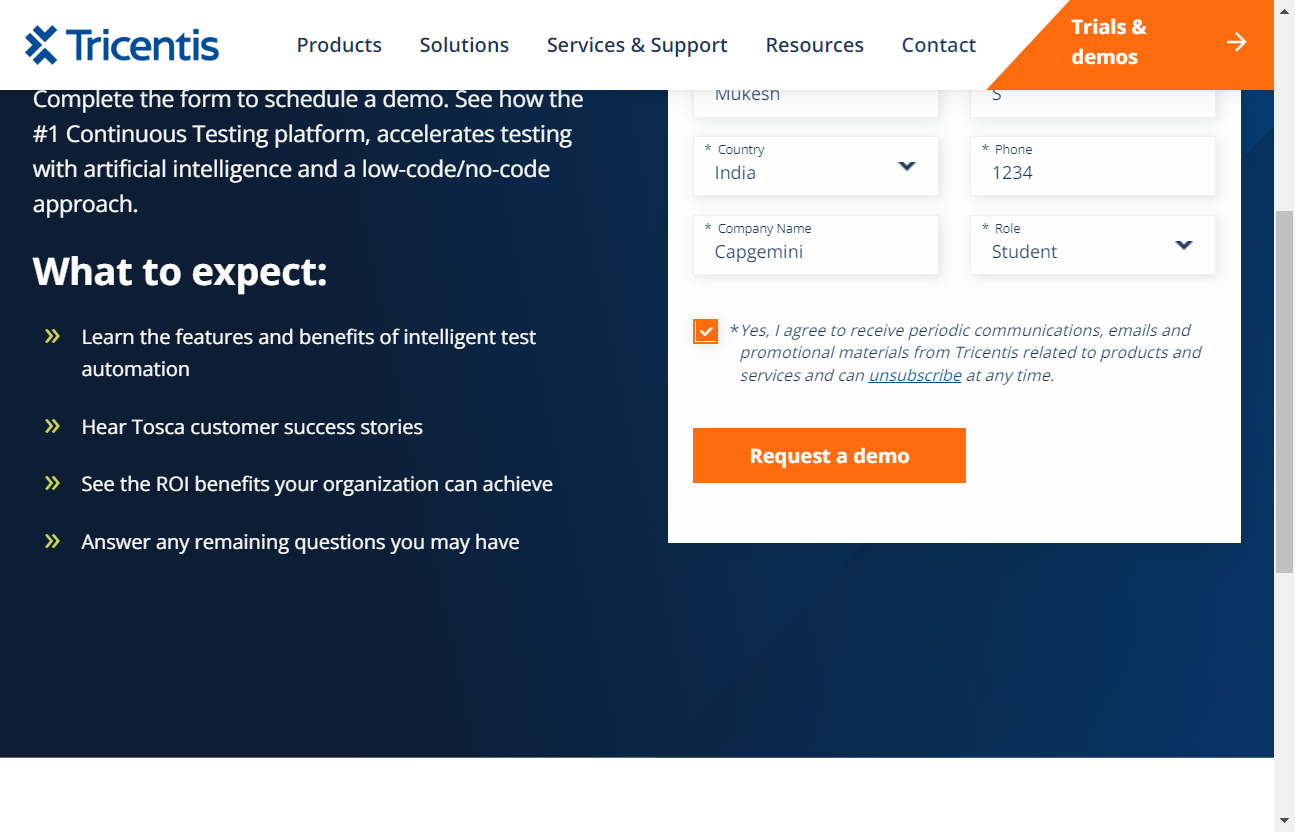 Tricentis
Products
Solutions
Services & Support
Resources
Contact
Trials &
demos
Complete the form to schedule a demo. See how the
#1 Continuous Testing platform, accelerates testing
with artificial intelligence and a low-code/no-code
approach.
What to expect:
Learn the features and benefits of intelligent test
automation
Hear Tosca customer success stories
See the ROI benefits your organization can achieve
Answer any remaining questions you may have
Mukesh
S
* Country
India
* Phone
1234
* Company Name
Capgemini
* Role
Student
*Yes, I agree to receive periodic communications, emails and
promotional materials from Tricentis related to products and
services and can unsubscribe at any time.
Request a demo